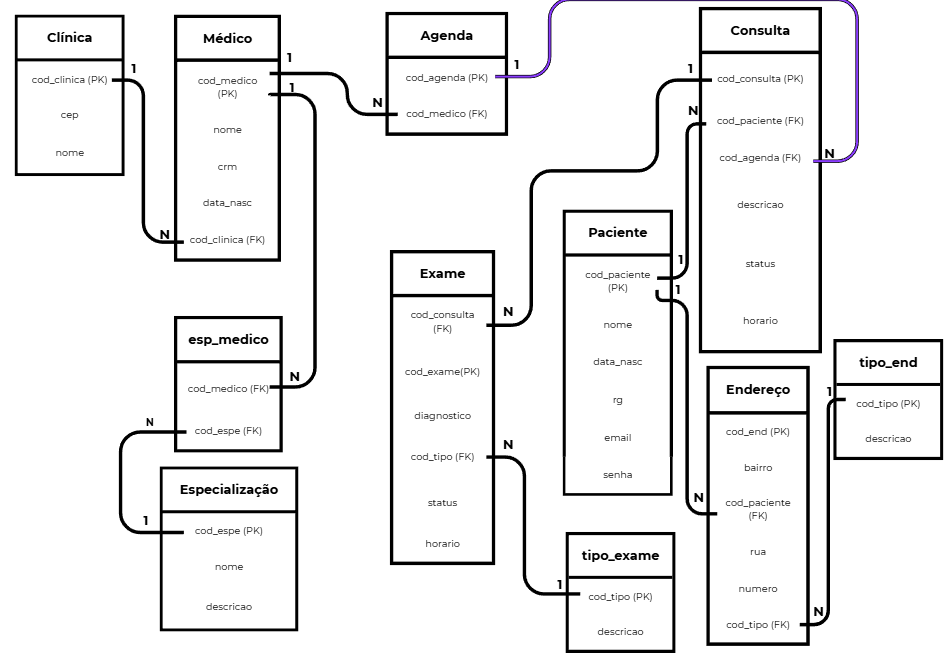 Clínica
cod_clinica (PK)
cep
nome
1
N
Médico
cod_medico
(PK)
nome
crm
data_nasc
cod_clinica (FK)
1
1
N
Agenda
cod_agenda (PK)
cod_medico (FK)
1
Consulta
cod_consulta (PK)
cod_paciente (FK)
cod_agenda (FK)
descricao
status
horario
1
N
N
Paciente
cod_paciente
(PK)
nome
data_nasc
rg
email
senha
1
1
Exame
cod_consulta
(FK)
cod_exame(PK)
diagnostico
cod_tipo (FK)
status
horario
N
N
esp_medico
cod_medico (FK)
cod_espe (FK)
N
N
Especialização
cod_espe (PK)
nome
descricao
1
tipo_exame
cod_tipo (PK)
descricao
1
Endereço
cod_end (PK)
bairro
cod_paciente
(FK)
rua
numero
cod_tipo (FK)
N
N
tipo_end
cod_tipo (PK)
descricao
1